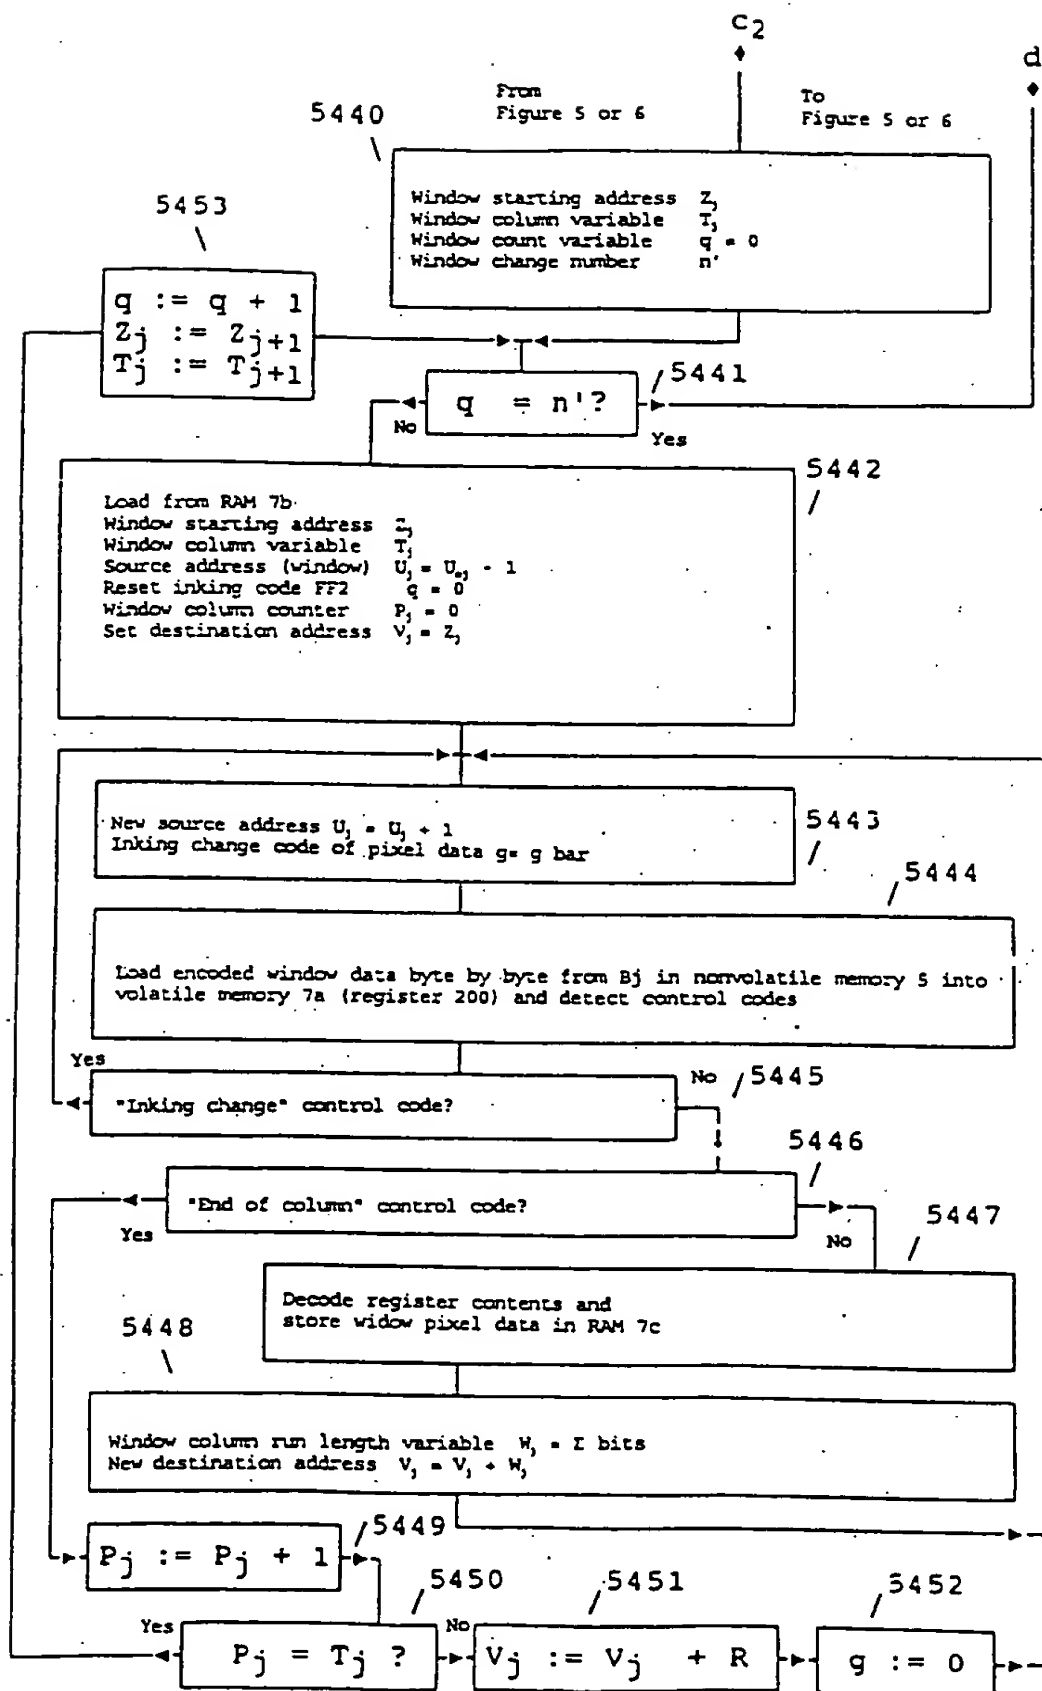 c2
d
From
Figure 5 or 6
To
Figure 5 or 6
5440
Window starting address Zj
Window column variable Tj
Window count variable q = 0
Window change number n'
5453
q := q + 1
Zj := Zj+1
Tj := Tj+1
5441
q = n'?
No
Yes
5442
Load from RAM 7b
Window starting address Zj
Window column variable Tj
Source address (window) Uj = Uoj - 1
Reset inking code FF2 g = 0
Window column counter Pj = 0
Set destination address Vj = Zj
New source address Uj = Uj + 1
Inking change code of pixel data g= g bar
5443
5444
Load encoded window data byte by byte from Bj in nonvolatile memory 5 into
volatile memory 7a (register 200) and detect control codes
Yes
No
5445
"Inking change" control code?
5446
"End of column" control code?
Yes
No
5447
Decode register contents and
store widow pixel data in RAM 7c
5448
Window column run length variable Wj = Σ bits
New destination address Vj = Vj + Wj
5449
Pj := Pj + 1
5450
5451
5452
Yes
Pj = Tj ?
No
Vj := Vj + R
g := 0